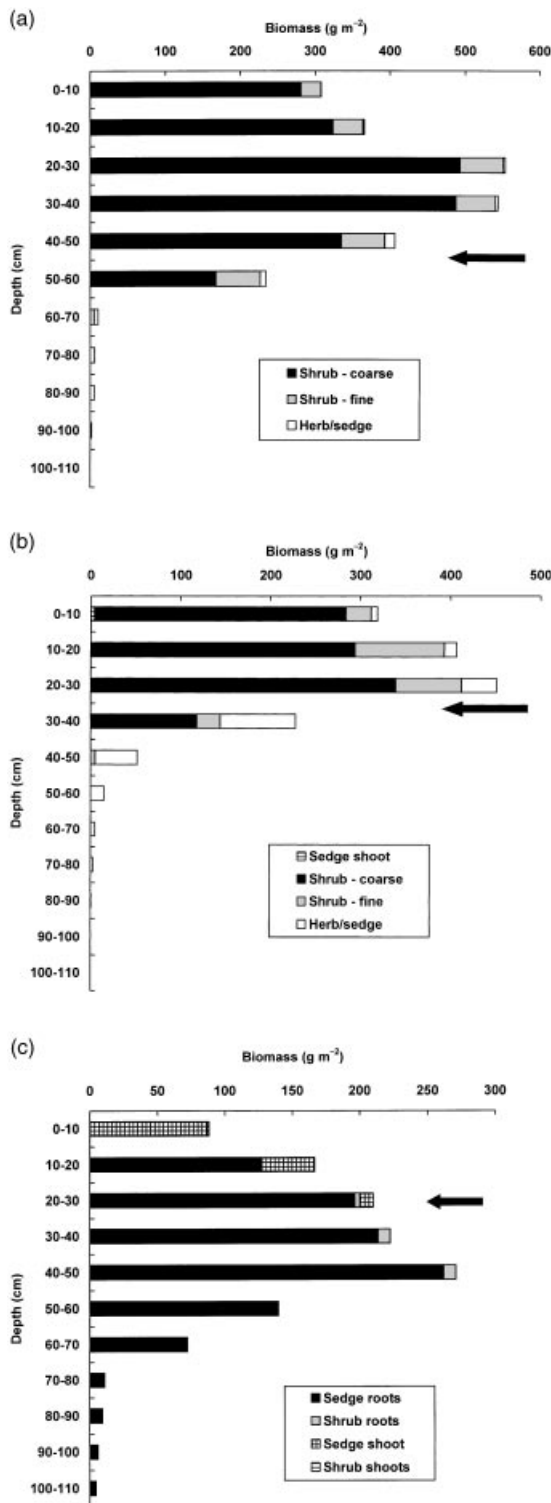 (a)
Biomass (g m⁻²)
0 100 200 300 400 500 600
Depth (cm)
0-10
10-20
20-30
30-40
40-50
50-60
60-70
70-80
80-90
90-100
100-110
Shrub - coarse
Shrub - fine
Herb/sedge
(b)
Biomass (g m⁻²)
0 100 200 300 400 500
Depth (cm)
0-10
10-20
20-30
30-40
40-50
50-60
60-70
70-80
80-90
90-100
100-110
Sedge shoot
Shrub - coarse
Shrub - fine
Herb/sedge
(c)
Biomass (g m⁻²)
0 50 100 150 200 250 300
Depth (cm)
0-10
10-20
20-30
30-40
40-50
50-60
60-70
70-80
80-90
90-100
100-110
Sedge roots
Shrub roots
Sedge shoot
Shrub shoots